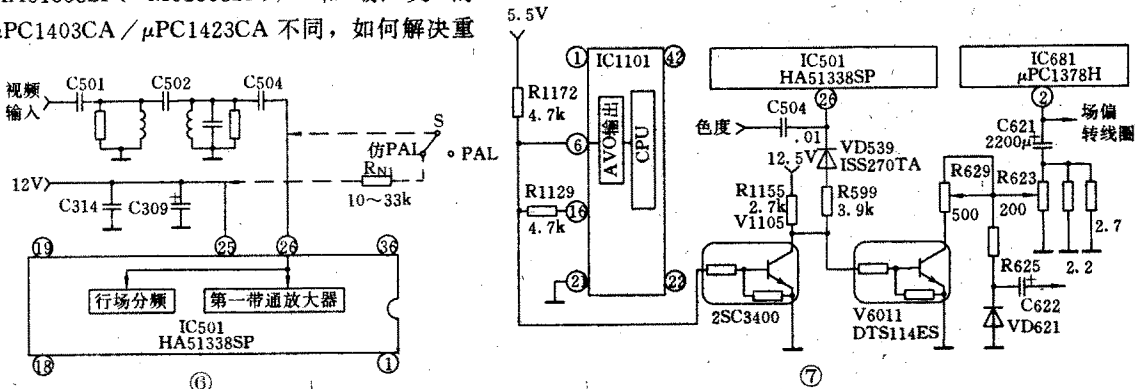 μPC1403CA／μPC1423CA 不同，如何解决重
视频
输入
C501
C502
C504
S
仿PAL
PAL
RN
10～33k
12V
C314
C309
19
25
26
36
行场分频
第一带通放大器
IC501
HA51338SP
18
1
⑥
5.5V
R1172
4.7k
R1129
4.7k
1
IC1101
42
AVO输出
CPU
6
16
21
22
IC501
HA51338SP
26
色度
C504
.01
12.5V
VD539
ISS270TA
R1155
2.7k
V1105
R599
3.9k
2SC3400
V6011
DTS114ES
IC681
μPC1378H
2
C621
2200μ
场偏
转线圈
R629
500
R623
200
2.7
2.2
R625
C622
VD621
⑦